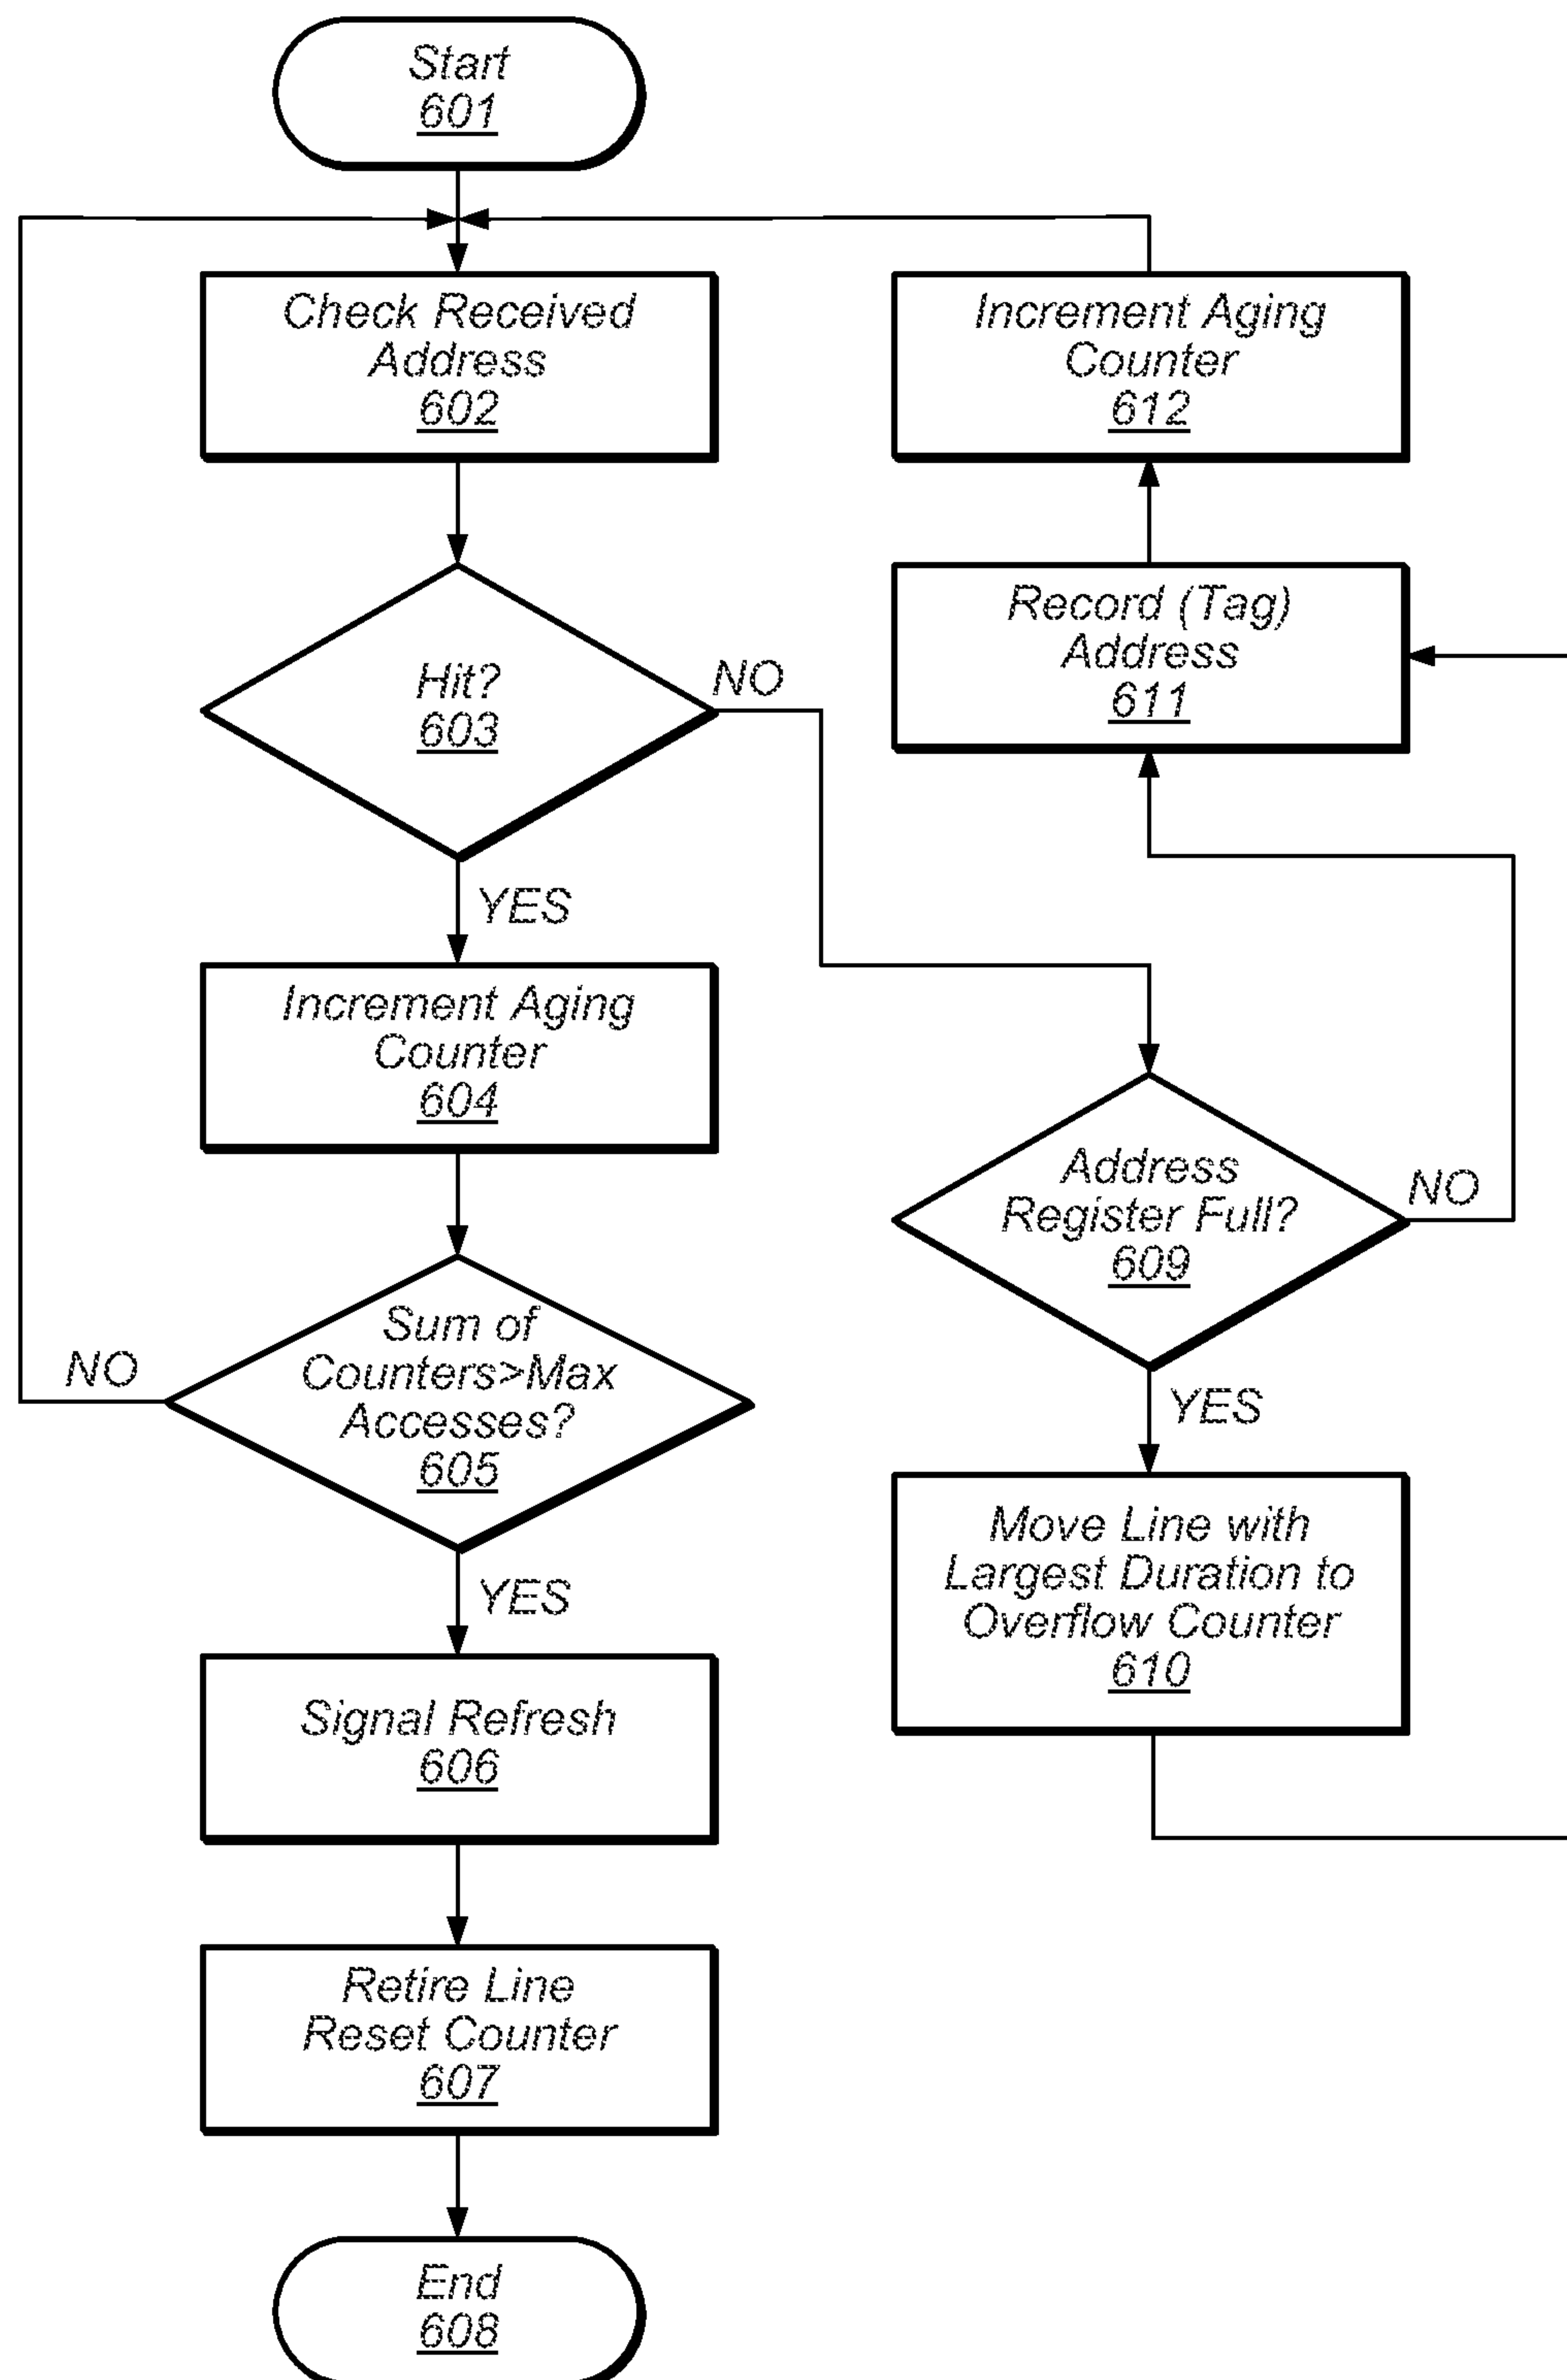 Start
601
Check Received
Address
602
Hit?
603
NO
YES
Increment Aging
Counter
604
Sum of
Counters>Max
Accesses?
605
NO
YES
Signal Refresh
606
Retire Line
Reset Counter
607
End
608
Increment Aging
Counter
612
Record (Tag)
Address
611
Address
Register Full?
609
NO
YES
Move Line with
Largest Duration to
Overflow Counter
610